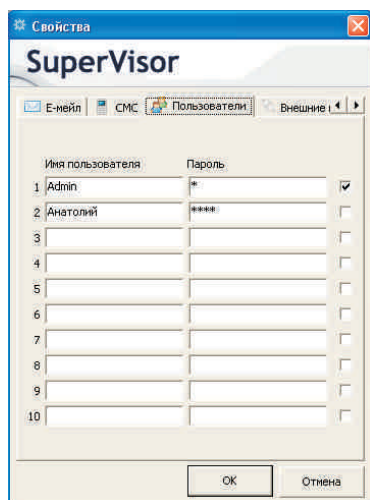 Свойства
SuperVisor
Е-мейл СМС Пользователи Внешние
Имя пользователя Пароль
1 Admin *
2 Анатолий ****
3
4
5
6
7
8
9
10
OK Отмена